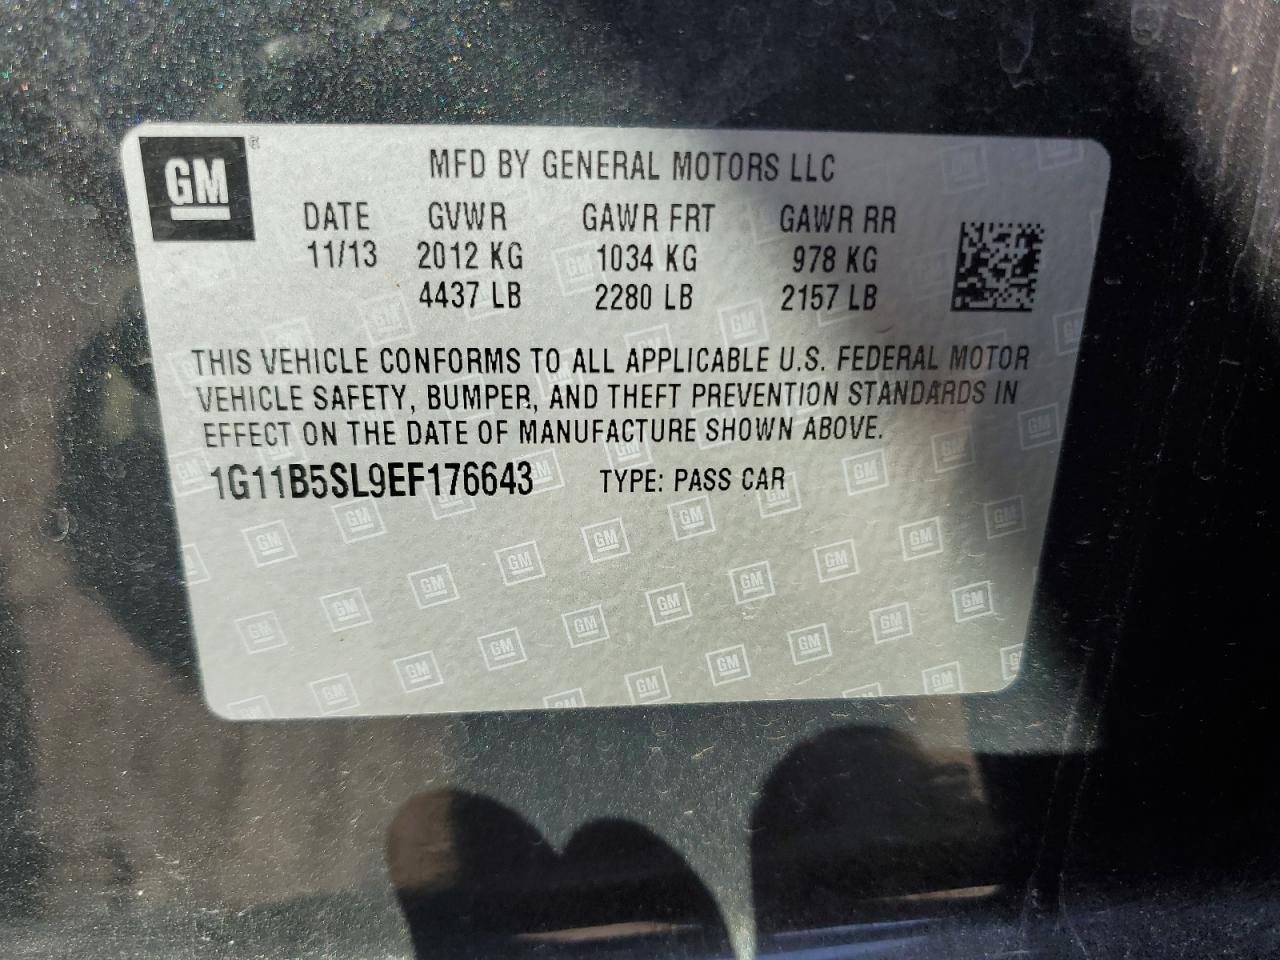 GM
MFD BY GENERAL MOTORS LLC
DATE GVWR GAWR FRT GAWR RR
11/13 2012 KG 1034 KG 978 KG
4437 LB 2280 LB 2157 LB
THIS VEHICLE CONFORMS TO ALL APPLICABLE U.S. FEDERAL MOTOR
VEHICLE SAFETY, BUMPER, AND THEFT PREVENTION STANDARDS IN
EFFECT ON THE DATE OF MANUFACTURE SHOWN ABOVE.
1G11B5SL9EF176643 TYPE: PASS CAR